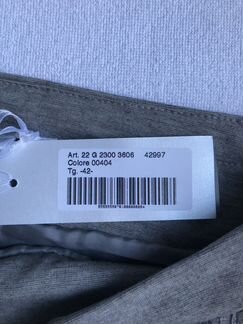 Art. 22 G 2300 3606 42997
Colore 00404
Tg. -42-